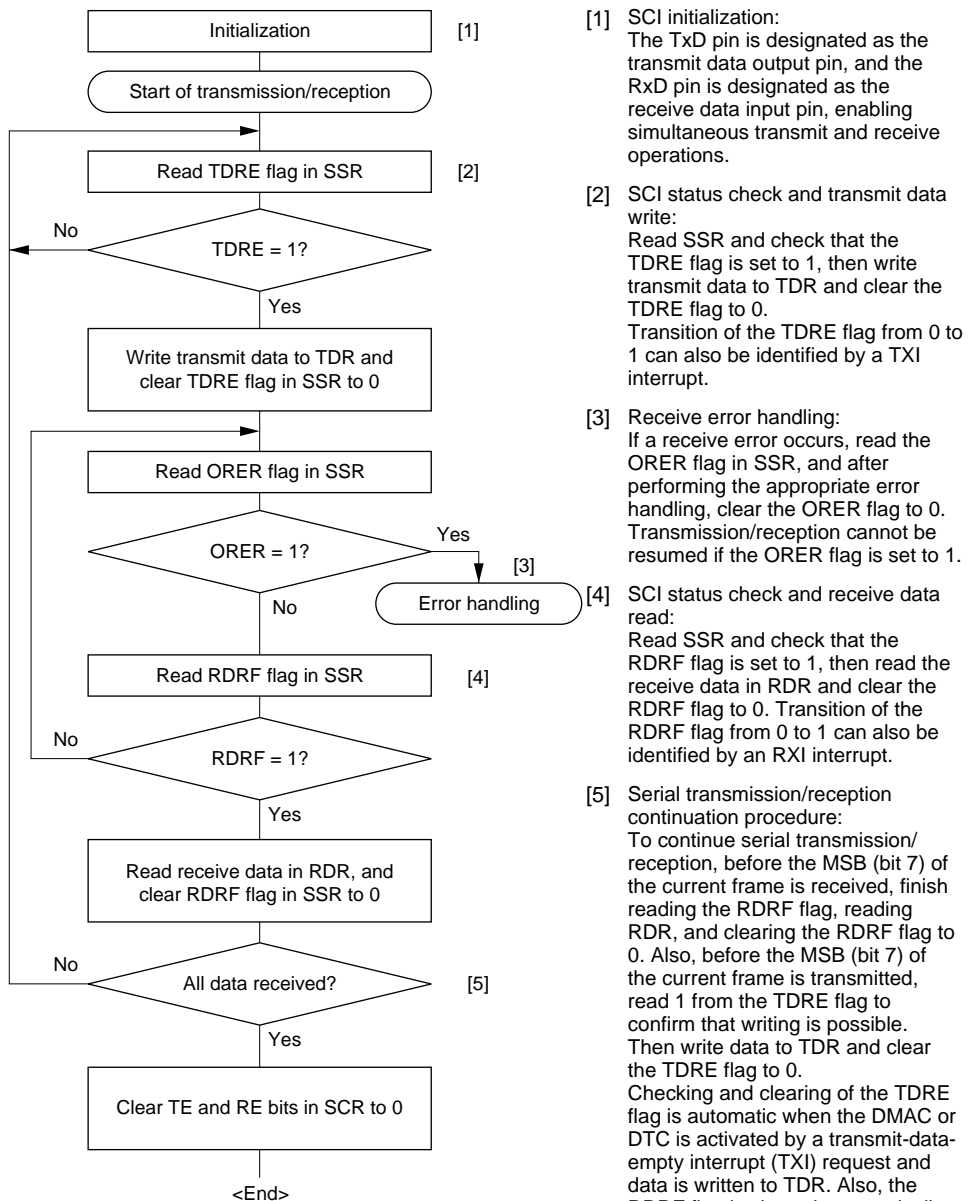 Initialization
[1]
Start of transmission/reception
Read TDRE flag in SSR
[2]
No
TDRE = 1?
Yes
Write transmit data to TDR and
clear TDRE flag in SSR to 0
Read ORER flag in SSR
ORER = 1?
Yes
[3]
Error handling
No
Read RDRF flag in SSR
[4]
No
RDRF = 1?
Yes
Read receive data in RDR, and
clear RDRF flag in SSR to 0
No
All data received?
[5]
Yes
Clear TE and RE bits in SCR to 0
<End>
[1] SCI initialization:
The TxD pin is designated as the
transmit data output pin, and the
RxD pin is designated as the
receive data input pin, enabling
simultaneous transmit and receive
operations.
[2] SCI status check and transmit data
write:
Read SSR and check that the
TDRE flag is set to 1, then write
transmit data to TDR and clear the
TDRE flag to 0.
Transition of the TDRE flag from 0 to
1 can also be identified by a TXI
interrupt.
[3] Receive error handling:
If a receive error occurs, read the
ORER flag in SSR, and after
performing the appropriate error
handling, clear the ORER flag to 0.
Transmission/reception cannot be
resumed if the ORER flag is set to 1.
[4] SCI status check and receive data
read:
Read SSR and check that the
RDRF flag is set to 1, then read the
receive data in RDR and clear the
RDRF flag to 0. Transition of the
RDRF flag from 0 to 1 can also be
identified by an RXI interrupt.
[5] Serial transmission/reception
continuation procedure:
To continue serial transmission/
reception, before the MSB (bit 7) of
the current frame is received, finish
reading the RDRF flag, reading
RDR, and clearing the RDRF flag to
0. Also, before the MSB (bit 7) of
the current frame is transmitted,
read 1 from the TDRE flag to
confirm that writing is possible.
Then write data to TDR and clear
the TDRE flag to 0.
Checking and clearing of the TDRE
flag is automatic when the DMAC or
DTC is activated by a transmit-data-
empty interrupt (TXI) request and
data is written to TDR. Also, the